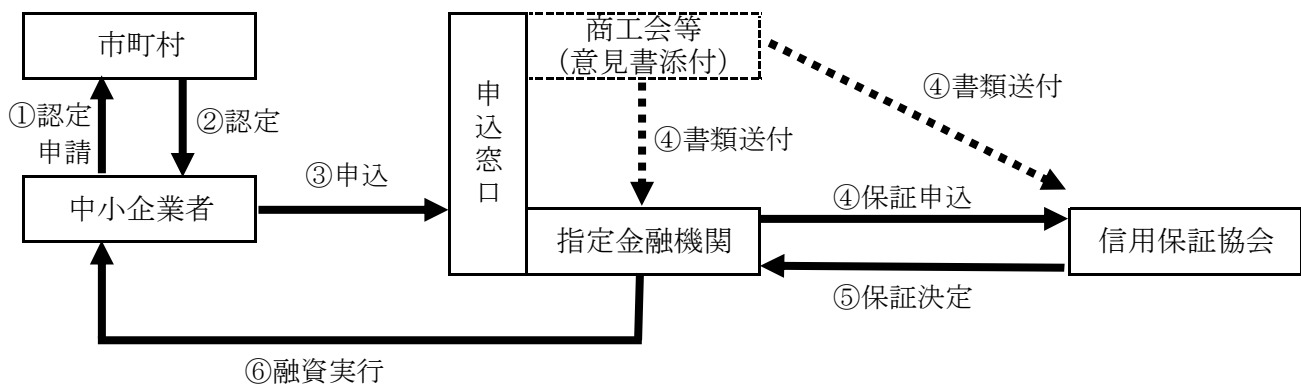 市町村
商工会等
(意見書添付)
①認定
申請
②認定
申込窓口
④書類送付
④書類送付
③申込
中小企業者
④保証申込
指定金融機関
信用保証協会
⑤保証決定
⑥融資実行